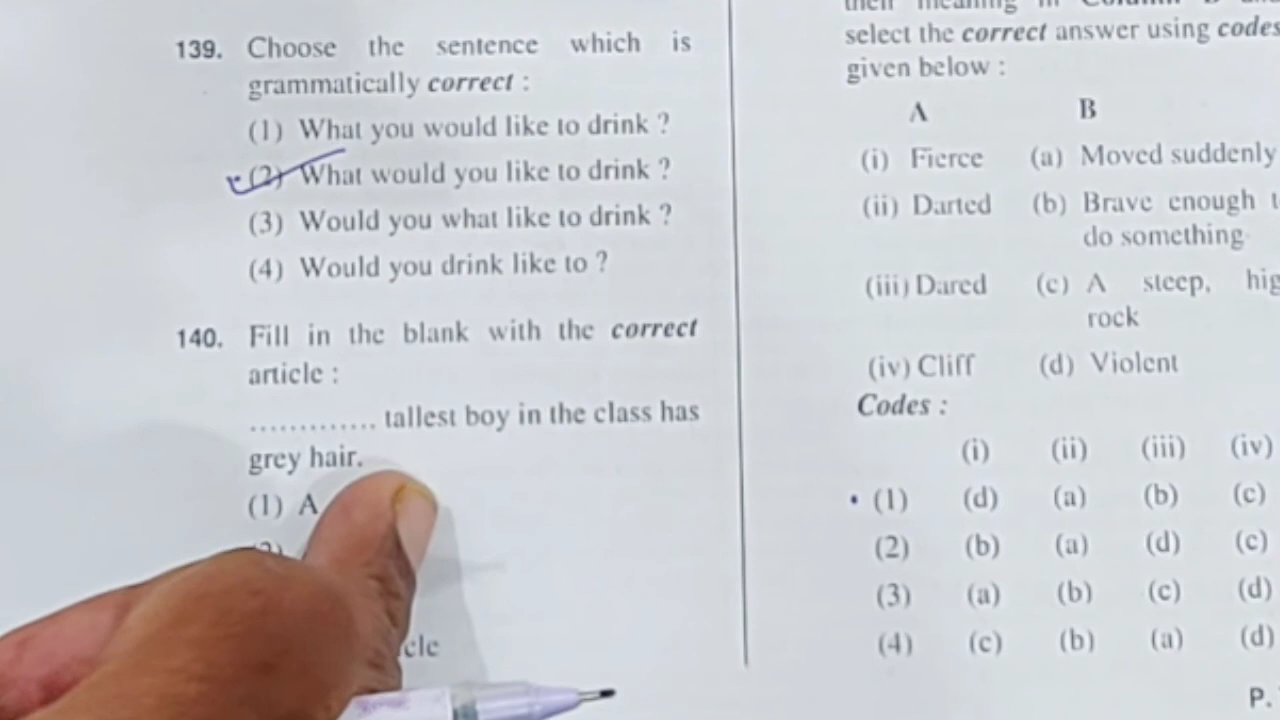 139. Choose the sentence which is
grammatically correct :
(1) What you would like to drink ?
(2) What would you like to drink ?
(3) Would you what like to drink ?
(4) Would you drink like to ?
140. Fill in the blank with the correct
article :
............. tallest boy in the class has
grey hair.
(1) A
select the correct answer using codes
given below :
A B
(i) Fierce (a) Moved suddenly
(ii) Darted (b) Brave enough
do something
(iii) Dared (c) A steep,
rock
(iv) Cliff (d) Violent
Codes :
(i) (ii) (iii) (iv)
(1) (d) (a) (b) (c)
(2) (b) (a) (d) (c)
(3) (a) (b) (c) (d)
(4) (c) (b) (a) (d)
P.